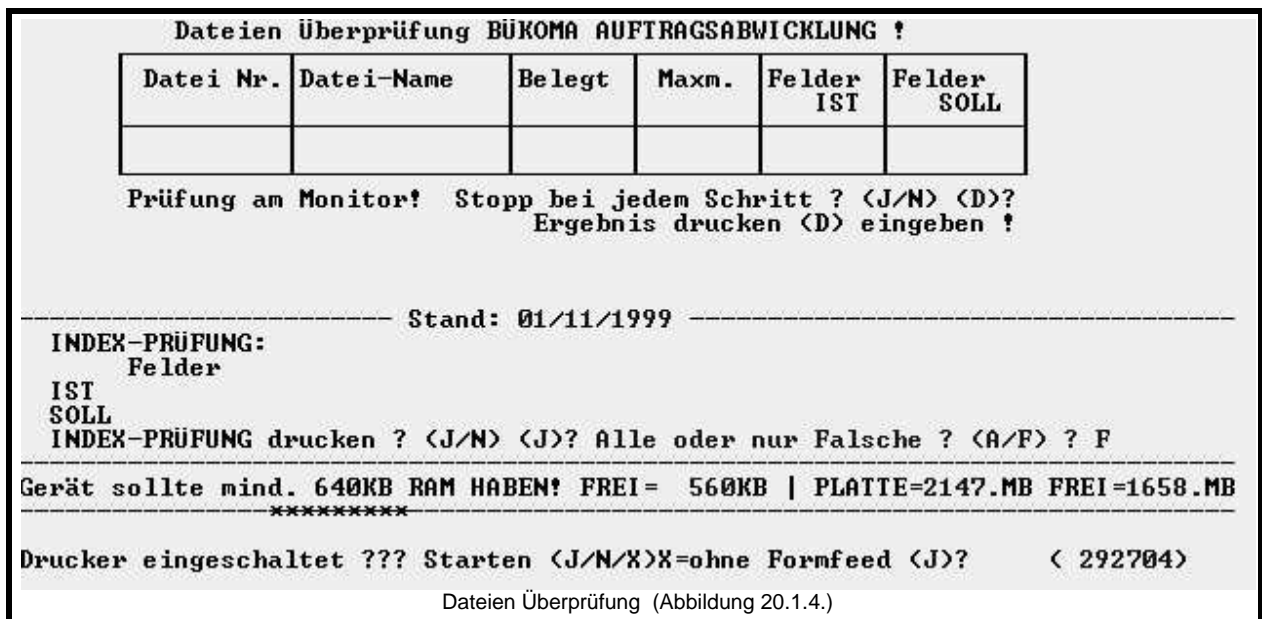 Dateien Überprüfung BÜKOMA AUFTRAGSABWICKLUNG !
Datei Nr. Datei-Name Belegt Maxm. Felder IST Felder SOLL
Prüfung am Monitor! Stopp bei jedem Schritt ? (J/N) (D)?
Ergebnis drucken (D) eingeben !
-------------------------- Stand: 01/11/1999 --------------------------------------
INDEX-PRÜFUNG:
Felder
IST
SOLL
INDEX-PRÜFUNG drucken ? (J/N) (J)? Alle oder nur Falsche ? (A/F) ? F
Gerät sollte mind. 640KB RAM HABEN! FREI= 560KB | PLATTE=2147.MB FREI=1658.MB
*********
Drucker eingeschaltet ??? Starten (J/N/X)X=ohne Formfeed (J)? ( 292704)
Dateien Überprüfung (Abbildung 20.1.4.)